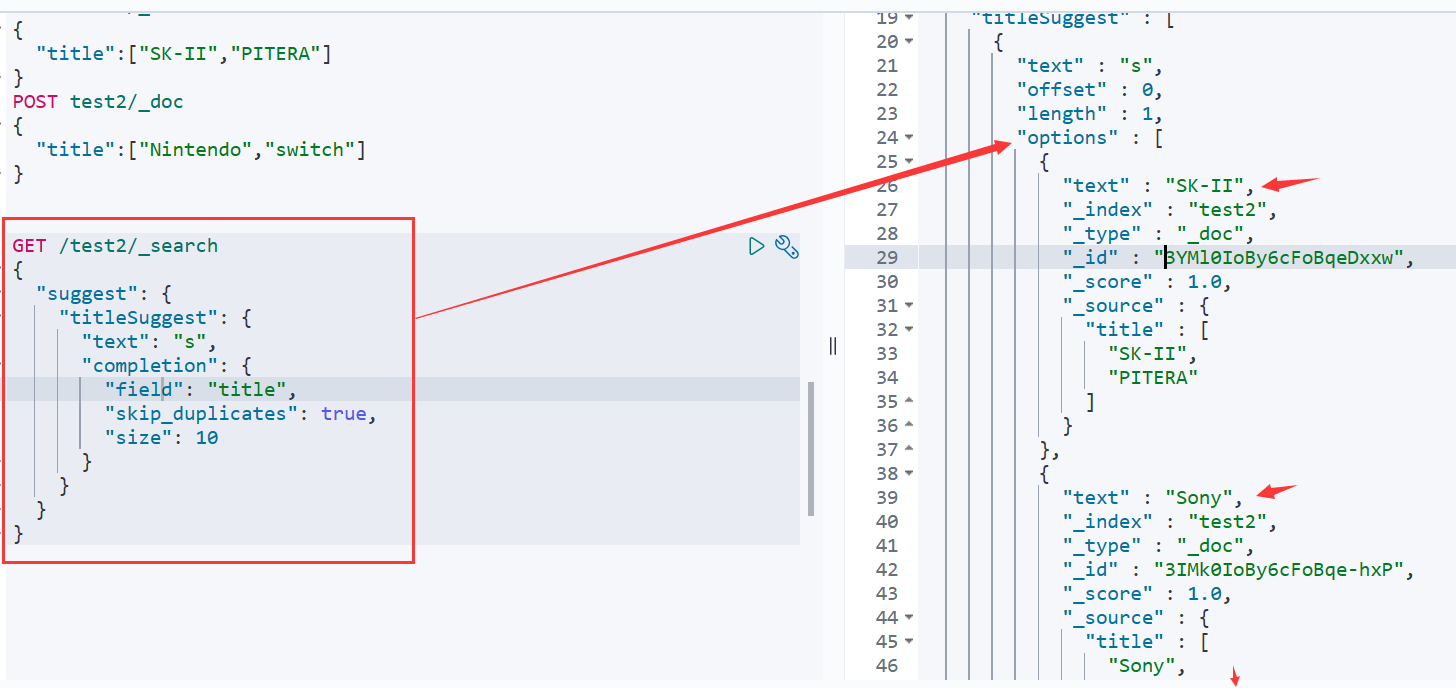 {
"title":["SK-II","PITERA"]
}
POST test2/_doc
{
"title":["Nintendo","switch"]
}
GET /test2/_search
{
"suggest": {
"titleSuggest": {
"text": "s",
"completion": {
"field": "title",
"skip_duplicates": true,
"size": 10
}
}
}
}
19 "titleSuggest" : [
20 {
21 "text" : "s",
22 "offset" : 0,
23 "length" : 1,
24 "options" : [
25 {
26 "text" : "SK-II",
27 "_index" : "test2",
28 "_type" : "_doc",
29 "_id" : "3YMl0IoBy6cFoBqeDxxw",
30 "_score" : 1.0,
31 "_source" : {
32 "title" : [
33 "SK-II",
34 "PITERA"
35 ]
36 }
37 },
38 {
39 "text" : "Sony",
40 "_index" : "test2",
41 "_type" : "_doc",
42 "_id" : "3IMk0IoBy6cFoBqe-hxP",
43 "_score" : 1.0,
44 "_source" : {
45 "title" : [
46 "Sony",